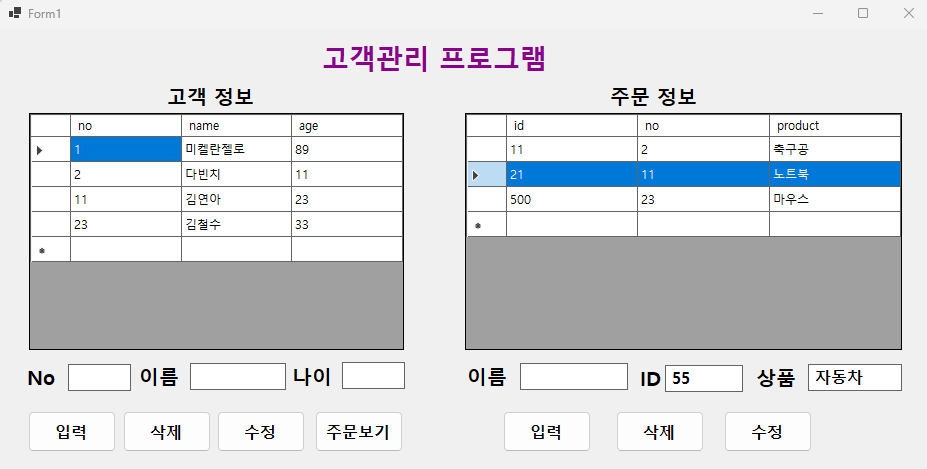 Form1
고객관리 프로그램
고객 정보
no name age
1 미켈란젤로 89
2 다빈치 11
11 김연아 23
23 김철수 33
No 이름 나이
입력 삭제 수정 주문보기
주문 정보
id no product
11 2 축구공
21 11 노트북
500 23 마우스
이름 ID 55 상품 자동차
입력 삭제 수정